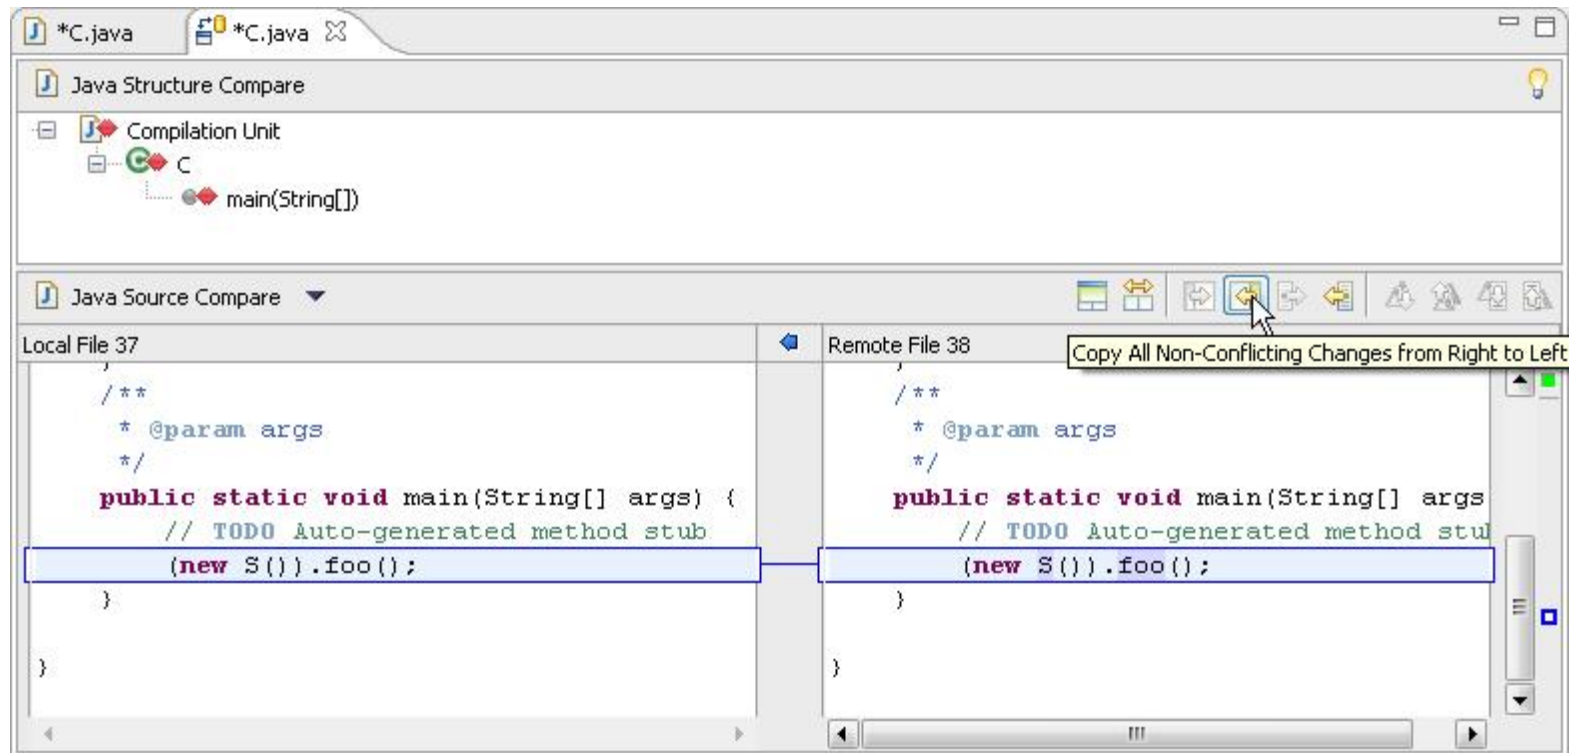 *C.java *C.java
Java Structure Compare
Compilation Unit
C
main(String[])
Java Source Compare
Local File 37 Remote File 38
Copy All Non-Conflicting Changes from Right to Left
/**
* @param args
*/
public static void main(String[] args) {
// TODO Auto-generated method stub
(new S()).foo();
}
}
/**
* @param args
*/
public static void main(String[] args
// TODO Auto-generated method stub
(new S()).foo();
}
}